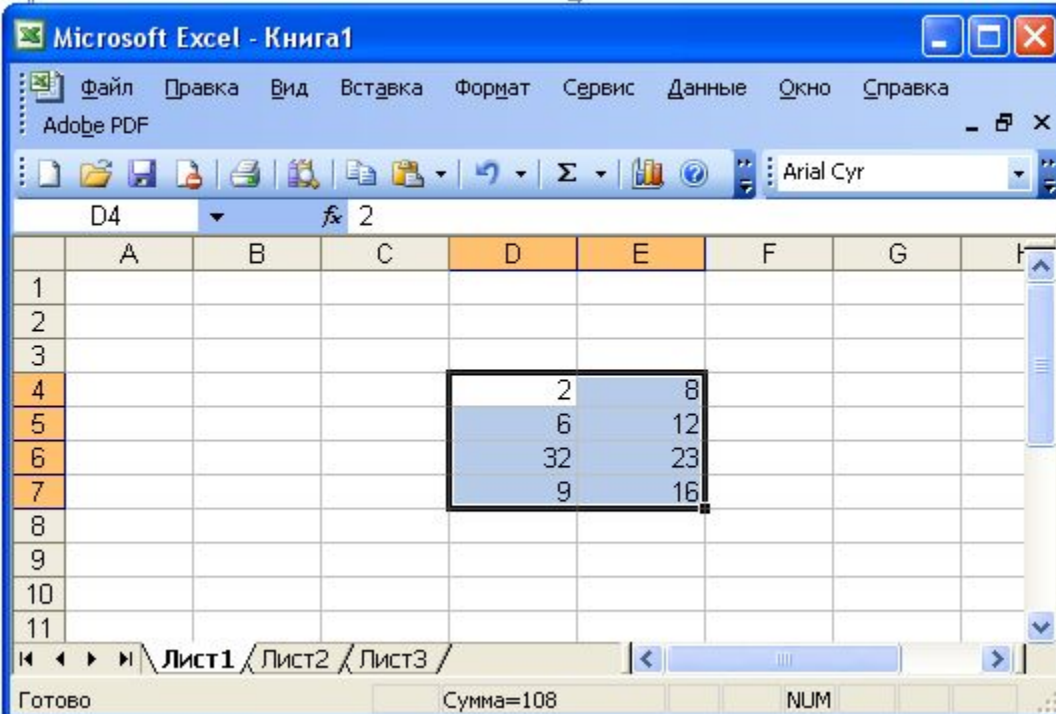 Microsoft Excel - Книга1
Файл Правка Вид Вставка Формат Сервис Данные Окно Справка
Adobe PDF
Σ Arial Cyr
D4 fx 2
A B C D E F G
1
2
3
4 2 8
5 6 12
6 32 23
7 9 16
8
9
10
11
Лист1 Лист2 Лист3
Готово Сумма=108 NUM